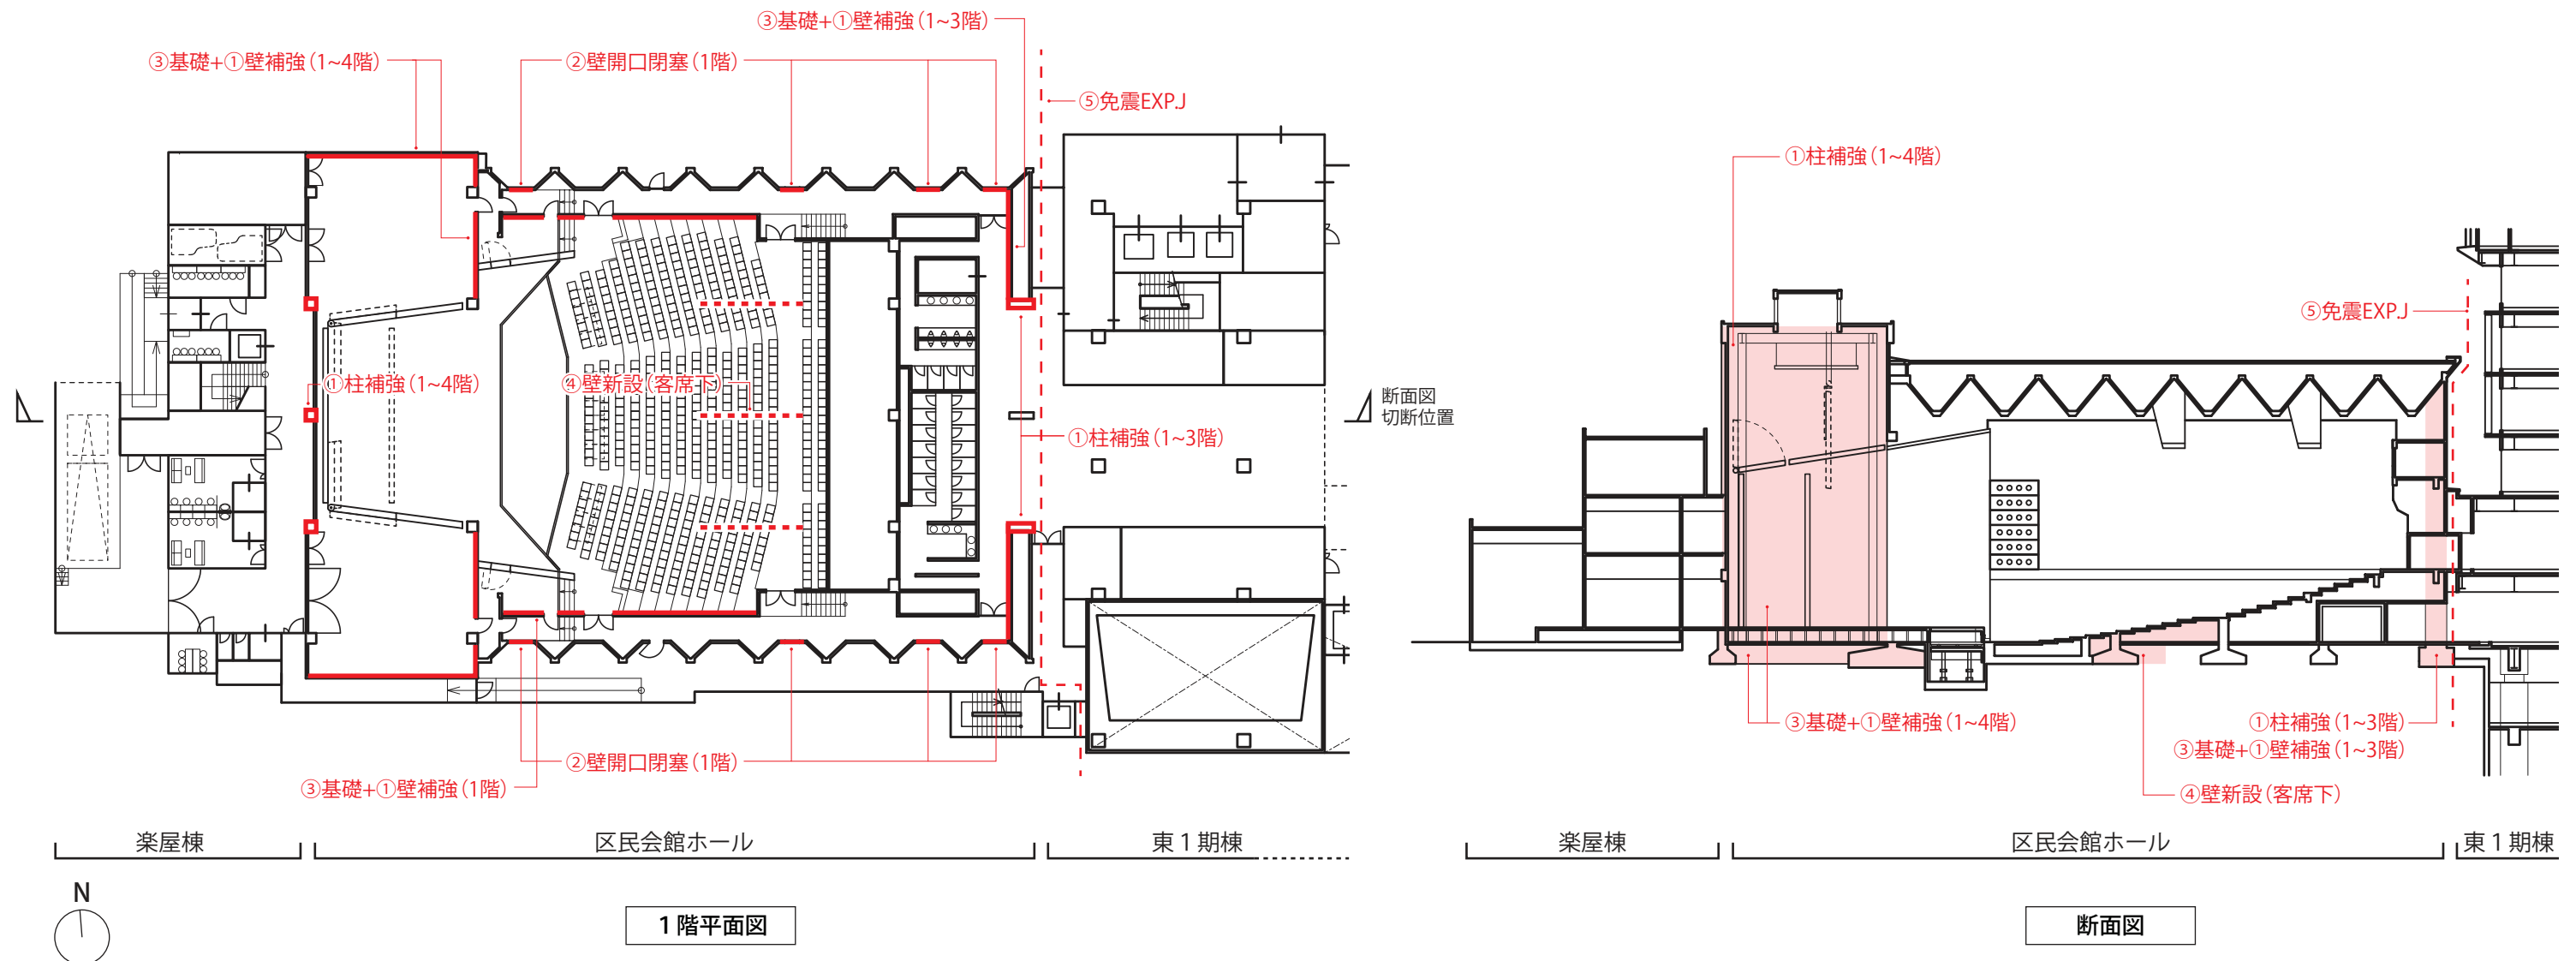 ③基礎+①壁補強(1~3階)
③基礎+①壁補強(1~4階)
②壁開口閉塞(1階)
⑤免震EXP.J
①柱補強(1~4階)
④壁新設(客席下)
①柱補強(1~3階)
断面図
切断位置
②壁開口閉塞(1階)
③基礎+①壁補強(1階)
楽屋棟
区民会館ホール
東1期棟
N
1階平面図
①柱補強(1~4階)
⑤免震EXP.J
③基礎+①壁補強(1~4階)
①柱補強(1~3階)
③基礎+①壁補強(1~3階)
④壁新設(客席下)
楽屋棟
区民会館ホール
東1期棟
断面図